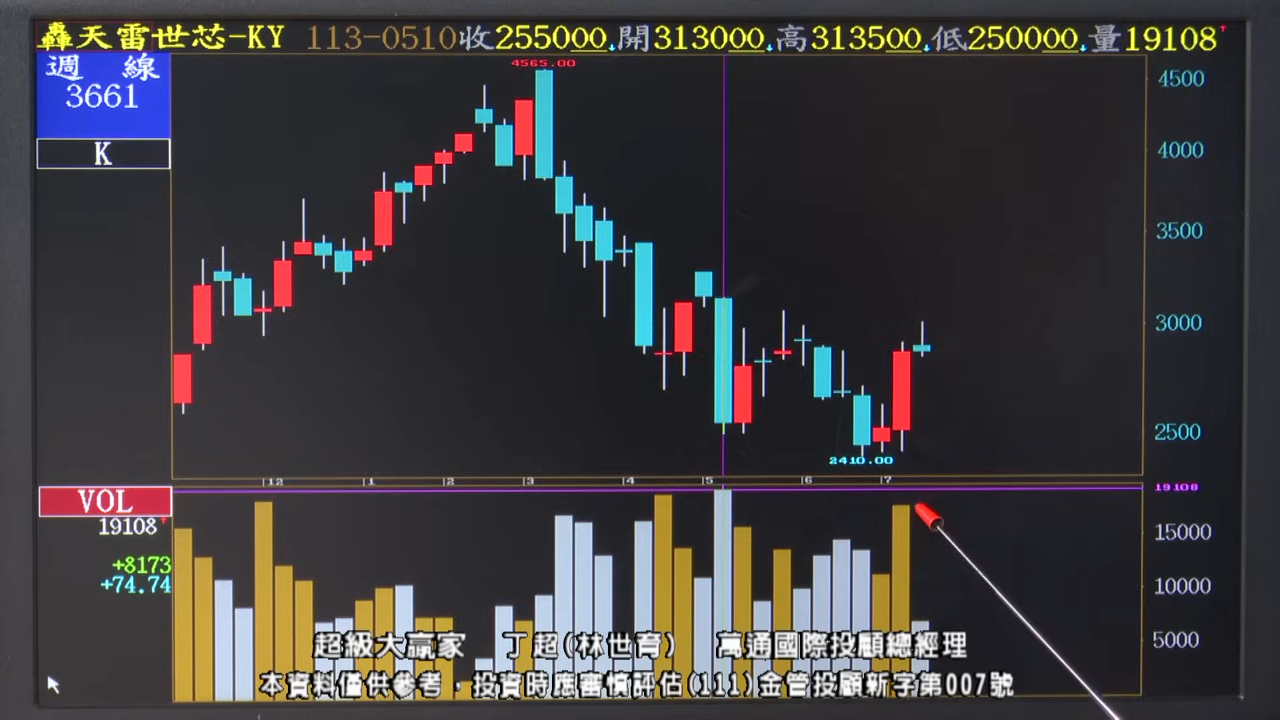 轟天雷世芯-KY 113-0510收255000↓開313000↓高313500↓低250000↓量19108↑
週 線
3661
K
4565.00
4500
4000
3500
3000
2500
2410.00
12 1 2 3 4 5 6 7
VOL
19108↑
+8173
+74.74
19108
15000
10000
5000
超級大贏家 丁超(林世育) 萬通國際投顧總經理
本資料僅供參考，投資時應審慎評估(111)金管投顧新字第007號